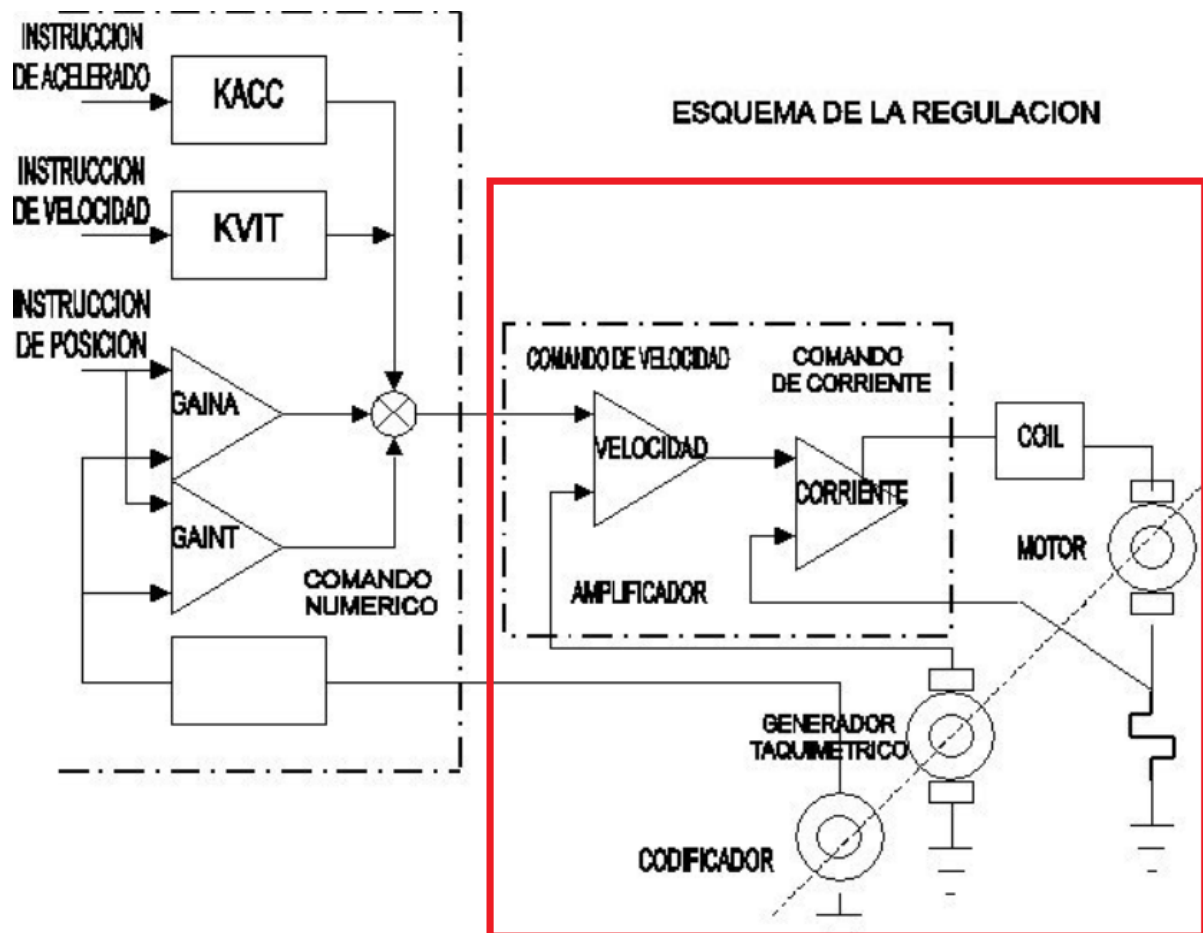 INSTRUCCION
DE ACELERADO
KACC
ESQUEMA DE LA REGULACION
INSTRUCCION
DE VELOCIDAD
KVIT
INSTRUCCION
DE POSICION
GAINA
GAINT
COMANDO
NUMERICO
COMANDO DE VELOCIDAD
COMANDO
DE CORRIENTE
VELOCIDAD
CORRIENTE
AMPLIFICADOR
COIL
MOTOR
GENERADOR
TAQUIMETRICO
CODIFICADOR